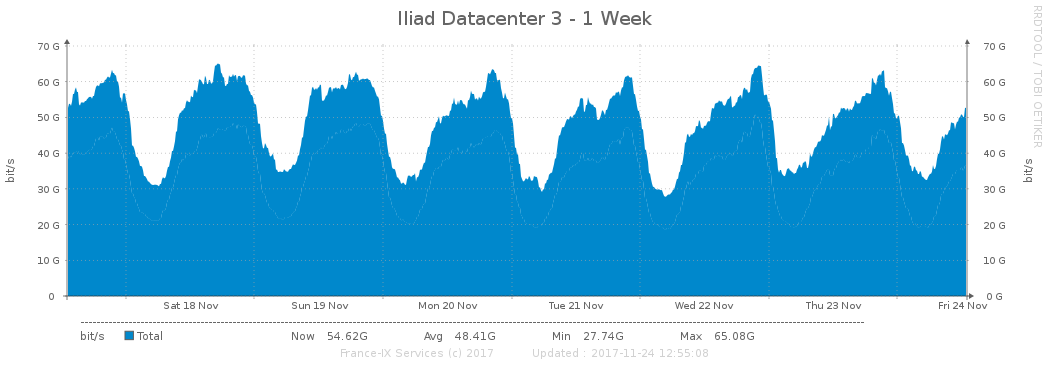 Iliad Datacenter 3 - 1 Week
RRDTOOL / TOBI OETIKER
70 G 70 G
60 G 60 G
50 G 50 G
40 G 40 G
30 G 30 G
20 G 20 G
10 G 10 G
0 0 G
bit/s
bit/s
Sat 18 Nov Sun 19 Nov Mon 20 Nov Tue 21 Nov Wed 22 Nov Thu 23 Nov Fri 24 Nov
bit/s Total Now 54.62G Avg 48.41G Min 27.74G Max 65.08G
France-IX Services (c) 2017 Updated : 2017-11-24 12:55:08